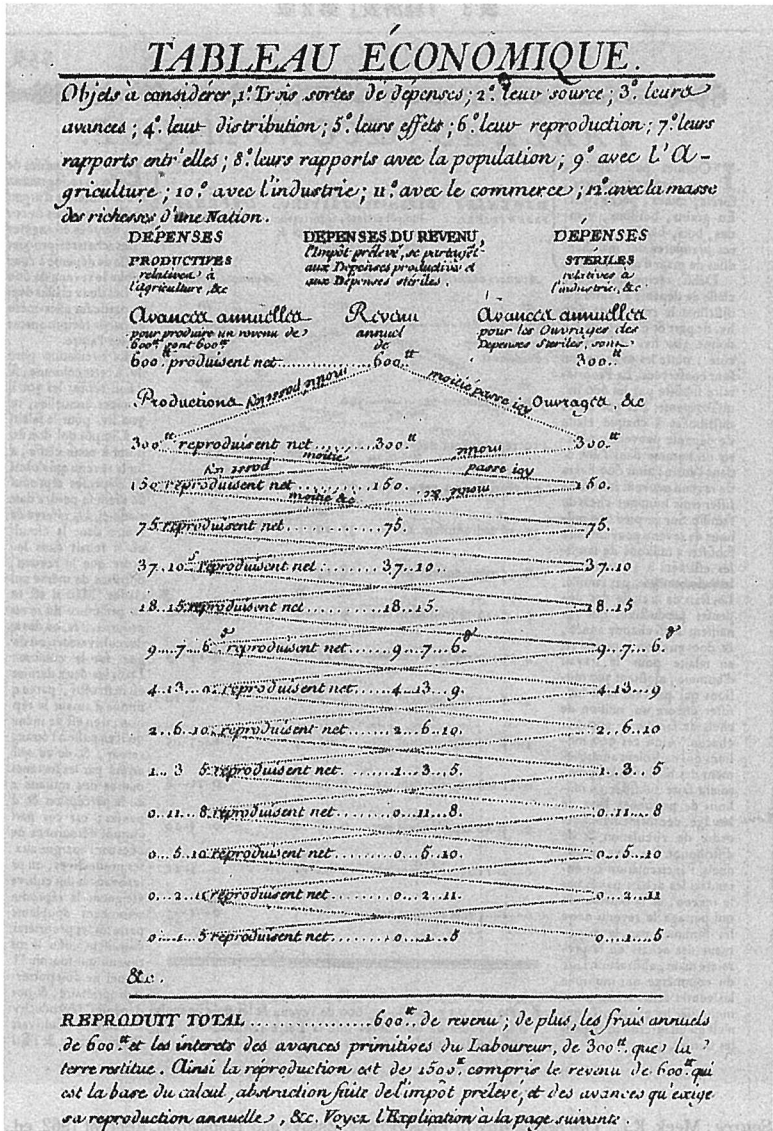 TABLEAU ÉCONOMIQUE.
Objets à considérer, 1.º Trois sortes de dépenses; 2.º leur source; 3.º leurs
avances; 4.º leur distribution; 5.º leurs effets; 6.º leur reproduction; 7.º leurs
rapports entr'elles; 8.º leurs rapports avec la population; 9.º avec l'A-
griculture; 10.º avec l'industrie; 11.º avec le commerce; 12.º avec la masse
des richesses d'une Nation.
DÉPENSES DÉPENSES DU REVENU, DÉPENSES
PRODUCTIVES l'Impôt prélevé, se partagēt STÉRILES
relatives à aux Dépenses productives et relatives à
l'agriculture, &c aux Dépenses stériles. l'industrie, &c
Avances annuelles Revenu Avances annuelles
pour produire un revenu de annuel pour les Ouvrages des
600.tt sont 600.tt de Dépenses Stériles, sont
600.tt produisent net......600.tt 300.tt
moitié passe icy
Productions Ouvrages, &c
300.tt reproduisent net......300.tt 300.tt
moitié passe icy
150 reproduisent net......150. 150.
moitié &c
75 reproduisent net......75. 75.
37..10.s reproduisent net......37..10. 37..10
18..15 reproduisent net......18..15. 18..15
9...7...6.d reproduisent net.....9...7...6.d 9...7...6.d
4..13...9 reproduisent net.....4..13...9. 4..13...9
2...6..10 reproduisent net.....2...6..10. 2...6..10
1...3...5 reproduisent net.....1...3...5. 1...3...5
0..11...8 reproduisent net.....0..11...8. 0..11...8
0...5..10 reproduisent net.....0...5..10. 0...5..10
0...2..11 reproduisent net.....0...2..11 0...2..11
0...1...5 reproduisent net.....0...1...5 0...1...5
&c.
REPRODUIT TOTAL..............600.tt de revenu; de plus, les frais annuels
de 600.tt et les interets des avances primitives du Laboureur, de 300.tt que la
terre restitue. Ainsi la réproduction est de 1500.tt compris le revenu de 600.tt qui
est la base du calcul, abstraction faite de l'impôt prélevé, et des avances qu'exige
sa reproduction annuelle, &c. Voyez l'Explication à la page suivante.